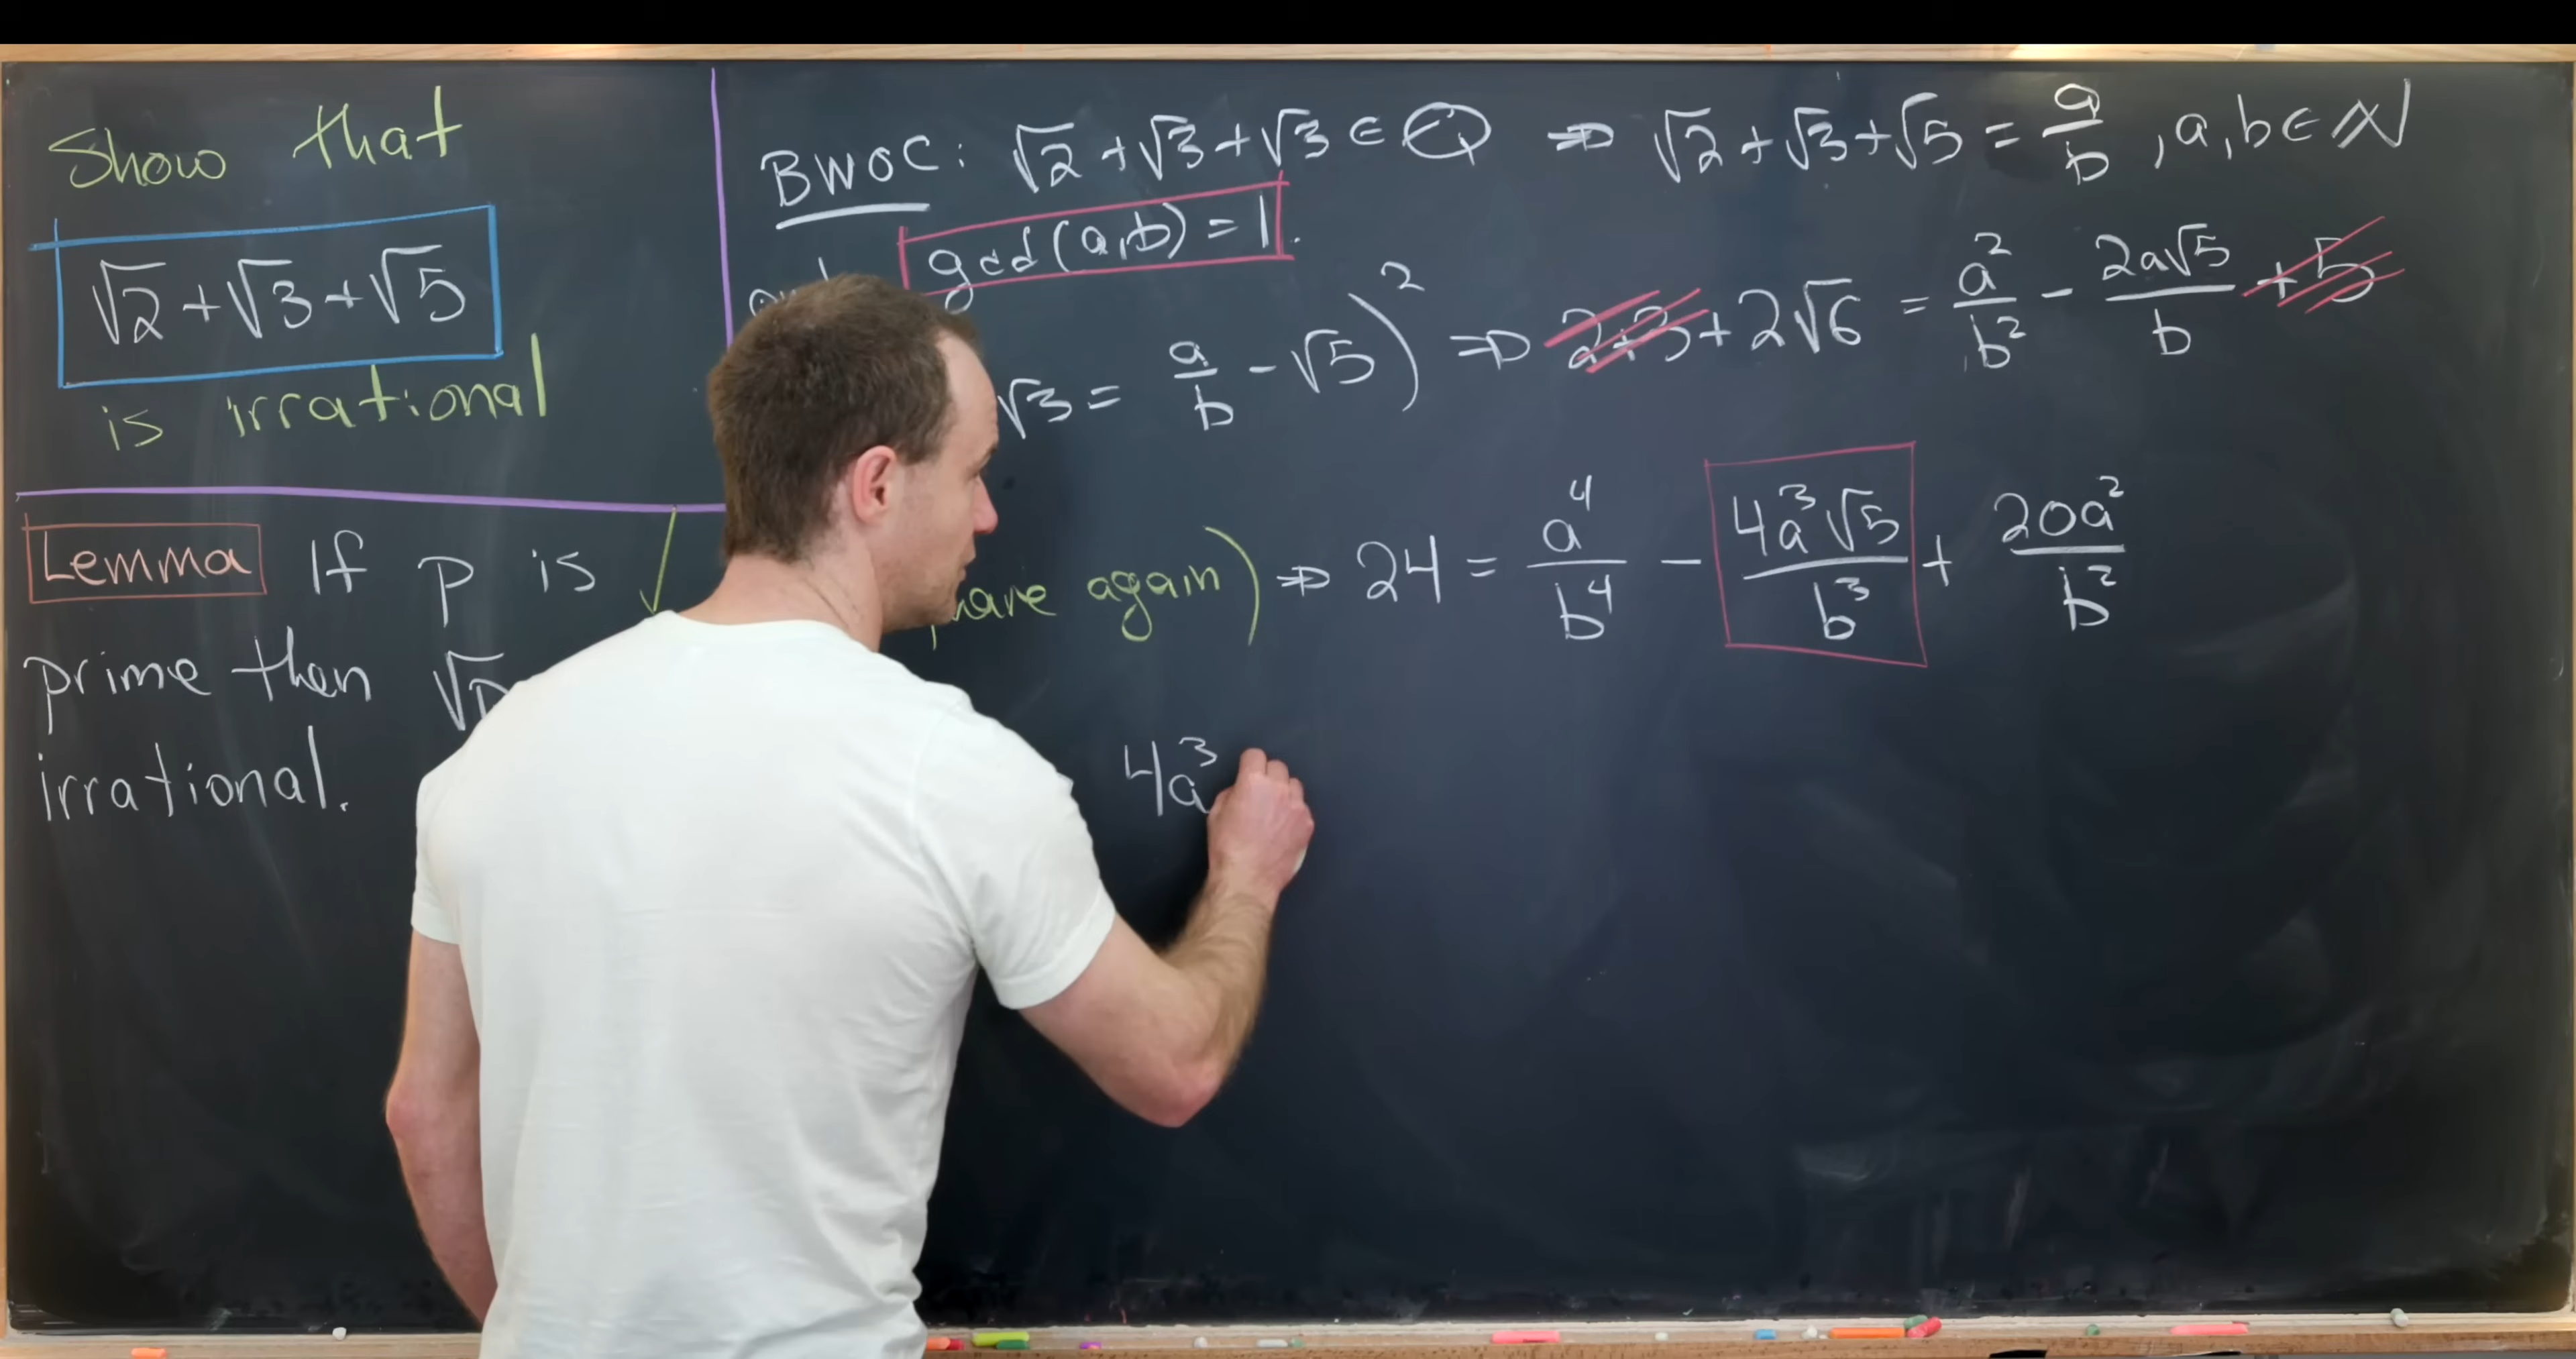 Show that
√2 + √3 + √5
is irrational
Lemma If p is
prime then
irrational.
BWOC: √2 + √3 + √3 ∈ Q ⇒ √2 + √3 + √5 = a/b , a, b ∈ N
gcd(a,b) = 1.
√3 = a/b - √5)² ⇒ 2+3 + 2√6 = a²/b² - 2a√5/b + 5
again) ⇒ 24 = a⁴/b⁴ - 4a³√5/b³ + 20a²/b²
4a³